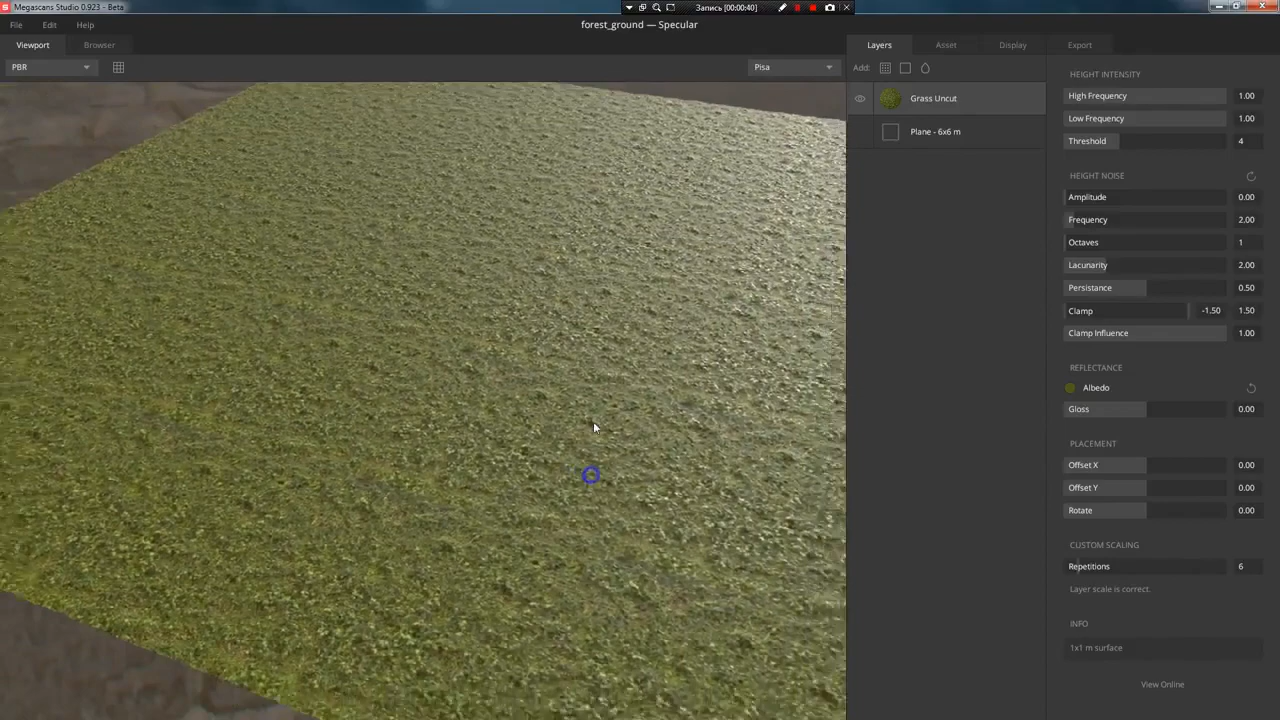 Megascans Studio 0.923 - Beta
Запись [00:00:40]
File Edit Help
forest_ground — Specular
Viewport Browser
Layers Asset Display Export
PBR
Pisa
Add:
Grass Uncut
Plane - 6x6 m
HEIGHT INTENSITY
High Frequency 1.00
Low Frequency 1.00
Threshold 4
HEIGHT NOISE
Amplitude 0.00
Frequency 2.00
Octaves 1
Lacunarity 2.00
Persistance 0.50
Clamp -1.50 1.50
Clamp Influence 1.00
REFLECTANCE
Albedo
Gloss 0.00
PLACEMENT
Offset X 0.00
Offset Y 0.00
Rotate 0.00
CUSTOM SCALING
Repetitions 6
Layer scale is correct.
INFO
1x1 m surface
View Online